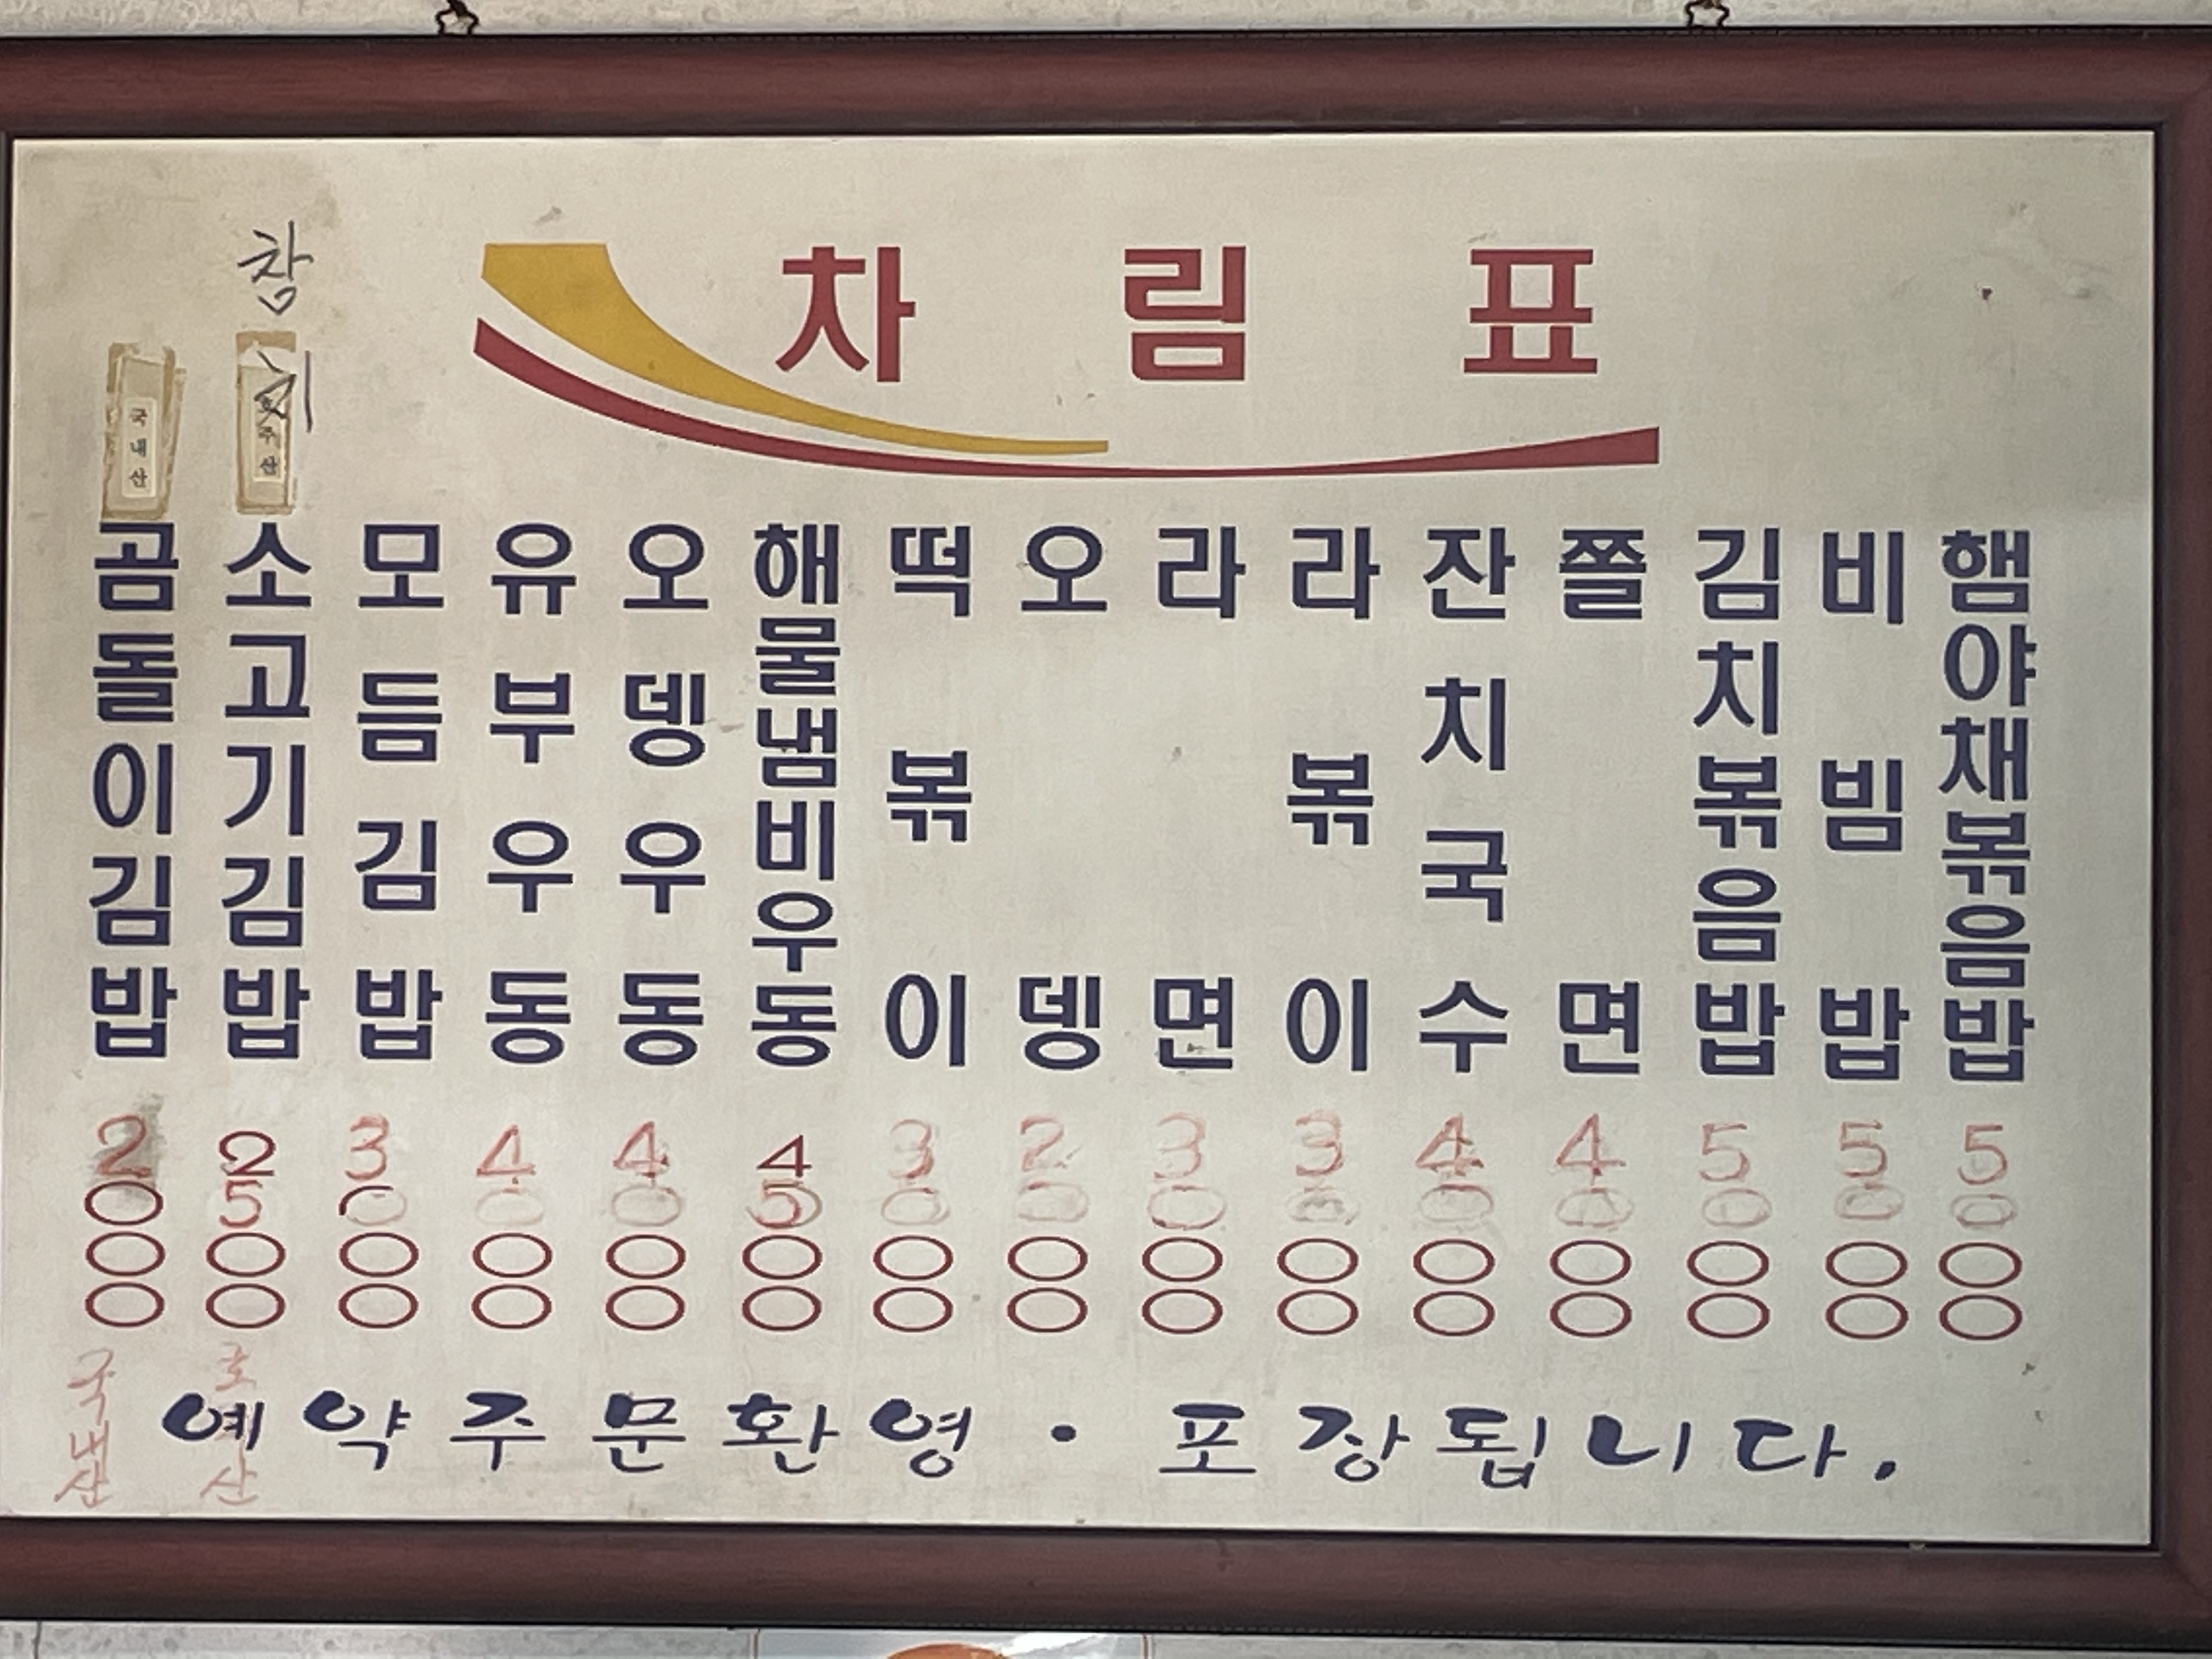 차림표
참치
국내산
호주산
곰돌이김밥 2000
소고기김밥 2500
모듬김밥 3000
유부우동 4000
오뎅우동 4000
해물냄비우동 4500
떡볶이 3000
오뎅 2000
라면 3000
라볶이 3000
잔치국수 4000
쫄면 4000
김치볶음밥 5000
비빔밥 5000
햄야채볶음밥 5000
국내산
예약주문환영·포장됩니다.